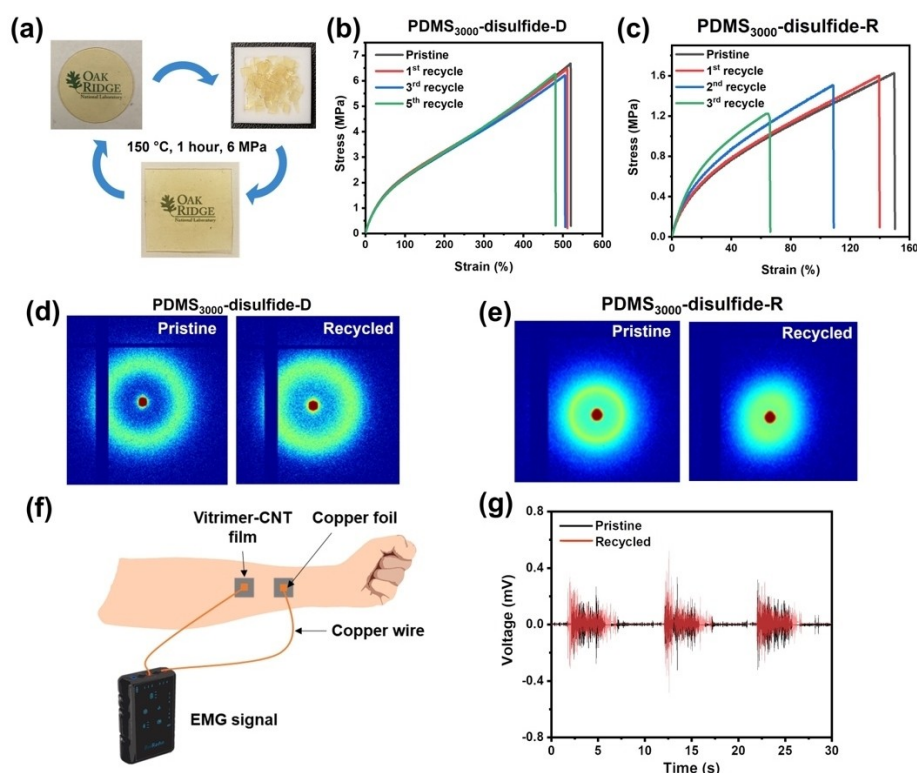 (a)
OAK
RIDGE
National Laboratory
150 °C, 1 hour, 6 MPa
OAK
RIDGE
National Laboratory
(b)
PDMS₃₀₀₀-disulfide-D
Pristine
1ˢᵗ recycle
3ʳᵈ recycle
5ᵗʰ recycle
Stress (MPa)
7
6
5
4
3
2
1
0
0 100 200 300 400 500 600
Strain (%)
(c)
PDMS₃₀₀₀-disulfide-R
Pristine
1ˢᵗ recycle
2ⁿᵈ recycle
3ʳᵈ recycle
Stress (MPa)
1.6
1.2
0.8
0.4
0.0
0 30 60 90 120 150
Strain (%)
(d)
PDMS₃₀₀₀-disulfide-D
Pristine
Recycled
(e)
PDMS₃₀₀₀-disulfide-R
Pristine
Recycled
(f)
Vitrimer-CNT
film
Copper foil
Copper wire
EMG signal
(g)
Pristine
Recycled
Voltage (mV)
0.8
0.4
0.0
-0.4
-0.8
0 5 10 15 20 25 30
Time (s)